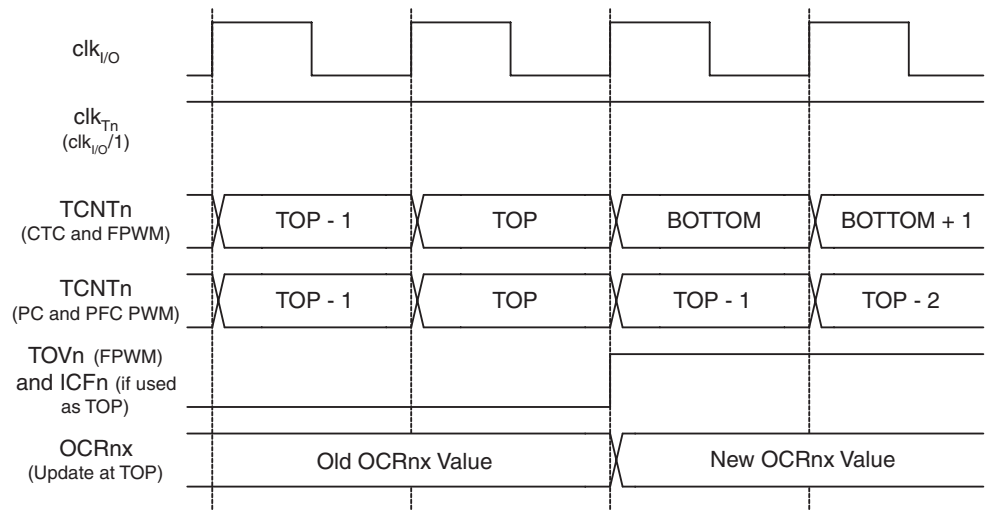 clkI/O
clkTn
(clkI/O/1)
TCNTn
(CTC and FPWM)
TOP - 1
TOP
BOTTOM
BOTTOM + 1
TCNTn
(PC and PFC PWM)
TOP - 1
TOP
TOP - 1
TOP - 2
TOVn (FPWM)
and ICFn (if used
as TOP)
OCRnx
(Update at TOP)
Old OCRnx Value
New OCRnx Value